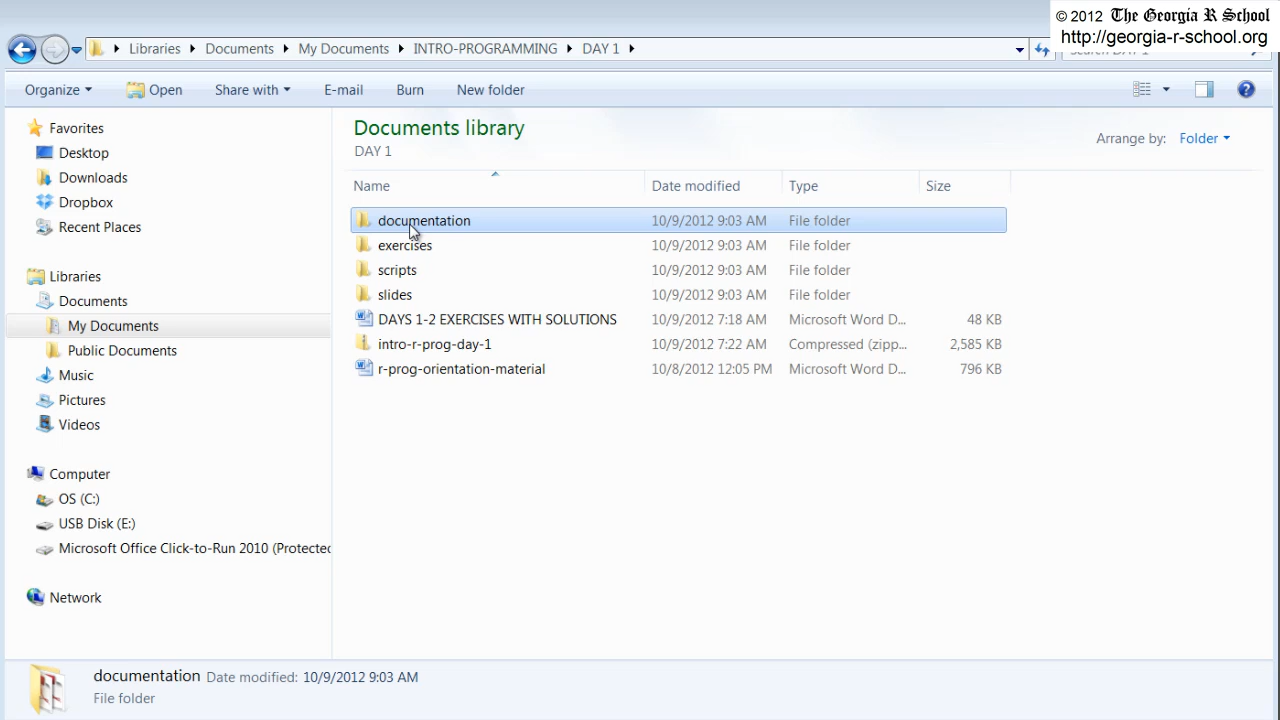 © 2012 The Georgia R School
http://georgia-r-school.org
Libraries Documents My Documents INTRO-PROGRAMMING DAY 1
Organize Open Share with E-mail Burn New folder
Favorites
Desktop
Downloads
Dropbox
Recent Places
Libraries
Documents
My Documents
Public Documents
Music
Pictures
Videos
Computer
OS (C:)
USB Disk (E:)
Microsoft Office Click-to-Run 2010 (Protected
Network
Documents library
DAY 1
Arrange by: Folder
Name Date modified Type Size
documentation 10/9/2012 9:03 AM File folder
exercises 10/9/2012 9:03 AM File folder
scripts 10/9/2012 9:03 AM File folder
slides 10/9/2012 9:03 AM File folder
DAYS 1-2 EXERCISES WITH SOLUTIONS 10/9/2012 7:18 AM Microsoft Word D... 48 KB
intro-r-prog-day-1 10/9/2012 7:22 AM Compressed (zipp... 2,585 KB
r-prog-orientation-material 10/8/2012 12:05 PM Microsoft Word D... 796 KB
documentation Date modified: 10/9/2012 9:03 AM
File folder